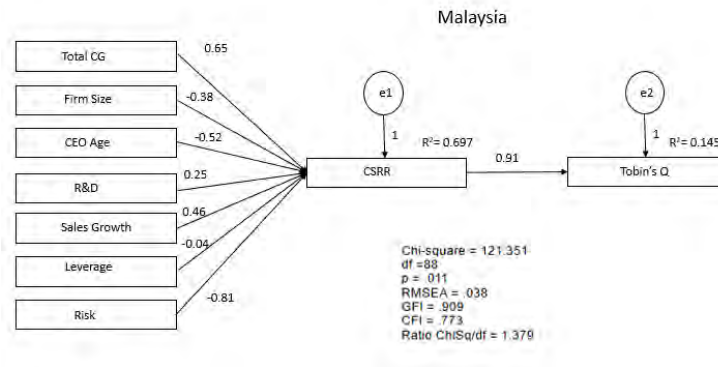 Malaysia
Total CG
0.65
Firm Size
-0.38
CEO Age
-0.52
R&D
0.25
Sales Growth
0.46
Leverage
-0.04
Risk
-0.81
e1
1
R²=0.697
CSRR
0.91
e2
1
R²=0.145
Tobin's Q
Chi-square = 121.351
df =88
p = .011
RMSEA = .038
GFI = .909
CFI = .773
Ratio ChiSq/df = 1.379